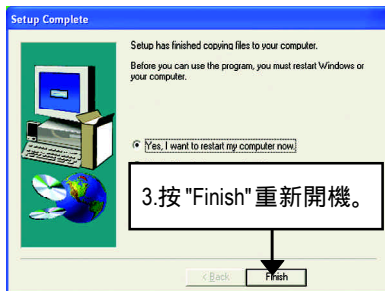 Setup Complete
Setup has finished copying files to your computer.
Before you can use the program, you must restart Windows or
your computer.
Yes, I want to restart my computer now.
3.按"Finish"重新開機。
< Back
Finish